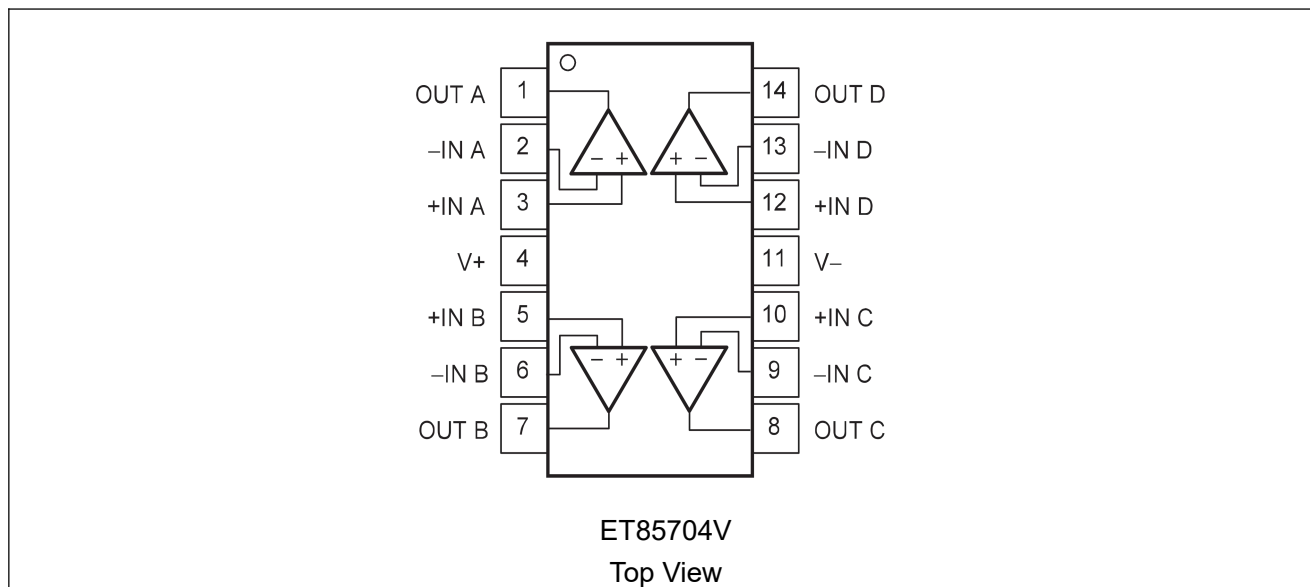 OUT A 1 14 OUT D
–IN A 2 – + + – 13 –IN D
+IN A 3 12 +IN D
V+ 4 11 V–
+IN B 5 10 +IN C
–IN B 6 – + + – 9 –IN C
OUT B 7 8 OUT C
ET85704V
Top View